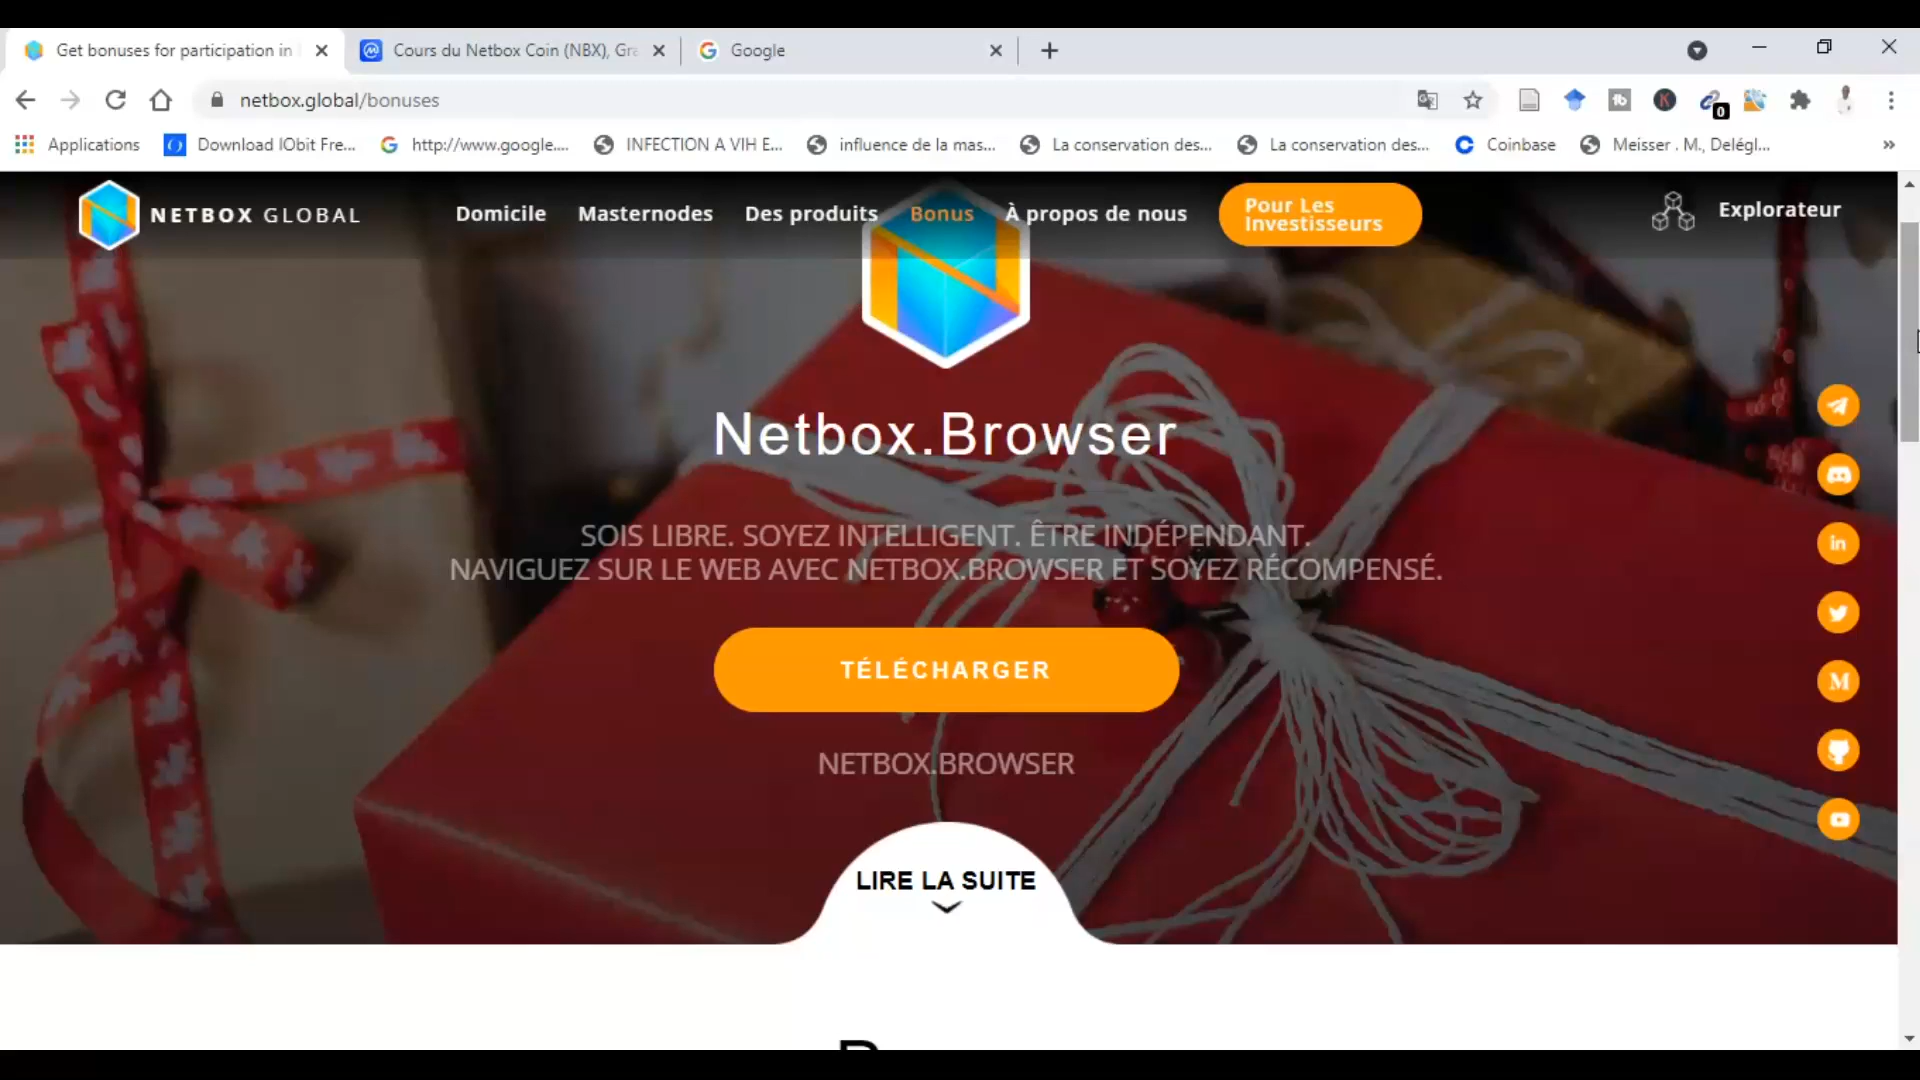 Get bonuses for participation in
Cours du Netbox Coin (NBX), Gra
Google
netbox.global/bonuses
0
Applications
Download IObit Fre...
http://www.google....
INFECTION A VIH E...
influence de la mas...
La conservation des...
La conservation des...
Coinbase
Meisser . M., Delégl...
»
NETBOX GLOBAL
Domicile
Masternodes
Des produits
Bonus
À propos de nous
Pour Les
Investisseurs
Explorateur
Netbox.Browser
SOIS LIBRE. SOYEZ INTELLIGENT. ÊTRE INDÉPENDANT.
NAVIGUEZ SUR LE WEB AVEC NETBOX.BROWSER ET SOYEZ RÉCOMPENSÉ.
TÉLÉCHARGER
NETBOX.BROWSER
LIRE LA SUITE